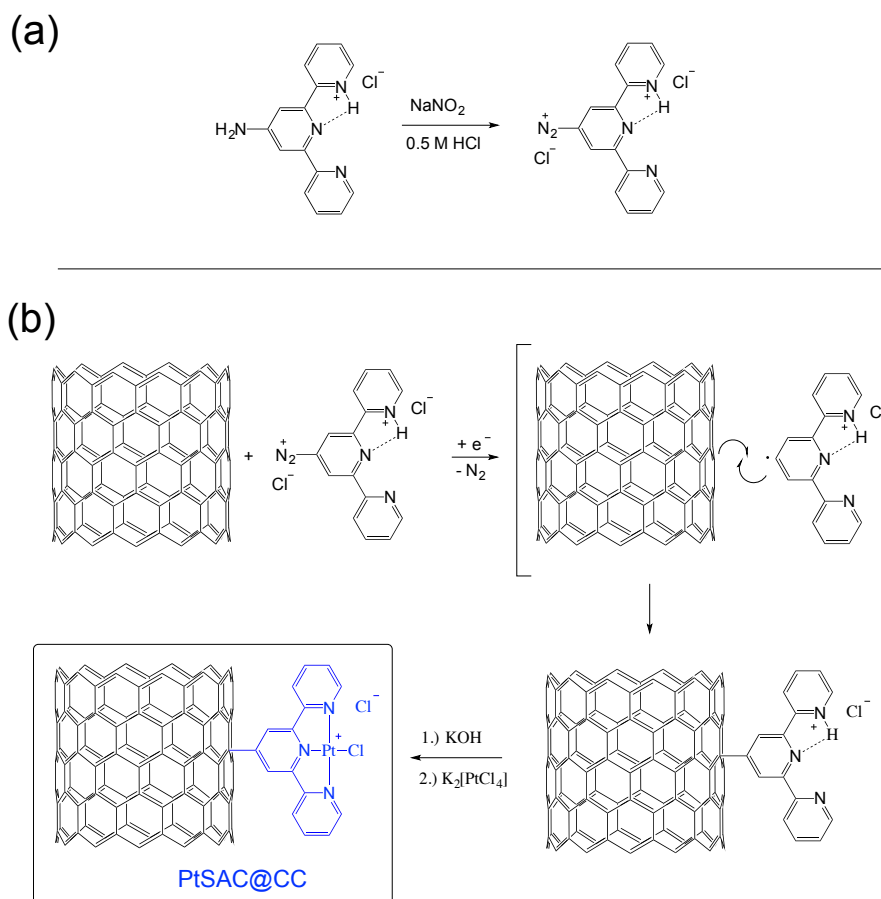 (a)
H₂N
N
N⁺
H
Cl⁻
N
NaNO₂
0.5 M HCl
N₂⁺
Cl⁻
N
N⁺
H
Cl⁻
N
(b)
+
N₂⁺
Cl⁻
N
N⁺
H
Cl⁻
N
+ e⁻
- N₂
·
N
N⁺
H
Cl
N
N
N⁺
H
Cl⁻
N
1.) KOH
2.) K₂[PtCl₄]
N
Cl⁻
N
Pt⁺
Cl
N
PtSAC@CC